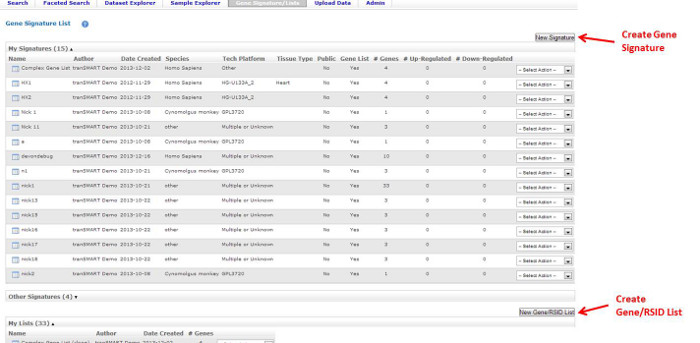 Search Faceted Search Dataset Explorer Sample Explorer Gene Signature/Lists Upload Data Admin
Gene Signature List
New Signature
Create Gene
Signature
My Signatures (15)
Name Author Date Created Species Tech Platform Tissue Type Public Gene List # Genes # Up-Regulated # Down-Regulated
Complex Gene List tranSMART Demo 2013-12-02 Homo Sapiens Other No Yes 4 0 0 -- Select Action --
HX1 tranSMART Demo 2012-11-29 Homo Sapiens HG-U133A_2 Heart No Yes 4 0 0 -- Select Action --
HX2 tranSMART Demo 2012-11-29 Homo Sapiens HG-U133A_2 No Yes 4 0 0 -- Select Action --
Nick 1 tranSMART Demo 2013-10-08 Cynomolgus monkey GPL3720 No Yes 1 0 0 -- Select Action --
Nick 11 tranSMART Demo 2013-10-21 other Multiple or Unknown No Yes 3 0 0 -- Select Action --
tranSMART Demo 2013-10-08 Cynomolgus monkey GPL3720 No Yes 1 0 0 -- Select Action --
dawondebug tranSMART Demo 2013-12-16 Homo Sapiens Multiple or Unknown No Yes 10 0 0 -- Select Action --
n1 tranSMART Demo 2013-10-21 Cynomolgus monkey GPL3720 No Yes 3 0 0 -- Select Action --
nick1 tranSMART Demo 2013-10-21 other Multiple or Unknown No Yes 0 0 -- Select Action --
nick13 tranSMART Demo 2013-10-22 other Multiple or Unknown No Yes 3 0 0 -- Select Action --
nick15 tranSMART Demo 2013-10-22 other Multiple or Unknown No Yes 3 0 0 -- Select Action --
nick16 tranSMART Demo 2013-10-22 other Multiple or Unknown No Yes 3 0 0 -- Select Action --
nick17 tranSMART Demo 2013-10-22 other Multiple or Unknown No Yes 3 0 0 -- Select Action --
nick18 tranSMART Demo 2013-10-22 other Multiple or Unknown No Yes 3 0 0 -- Select Action --
nick2 tranSMART Demo 2013-10-08 Cynomolgus monkey GPL3720 No Yes 1 0 0 -- Select Action --
Other Signatures (4)
New Gene/RSID List
Create
Gene/RSID List
My Lists (33)
Name Author Date Created # Genes